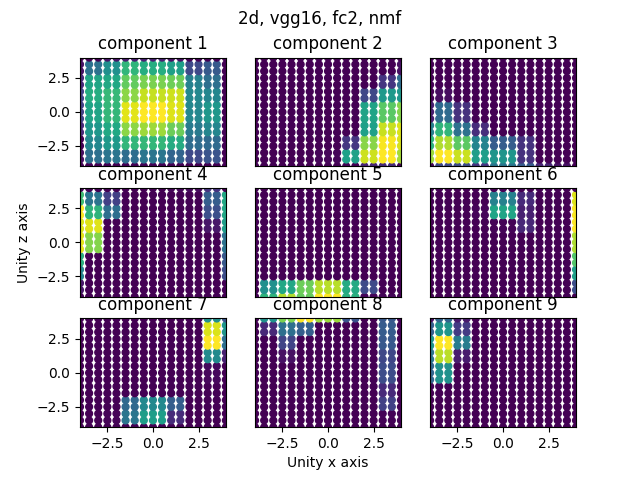 2d, vgg16, fc2, nmf
component 1 component 2 component 3
2.5
0.0
−2.5
component 4 component 5 component 6
2.5
0.0
−2.5
Unity z axis
component 7 component 8 component 9
2.5
0.0
−2.5
−2.5 0.0 2.5 −2.5 0.0 2.5 −2.5 0.0 2.5
Unity x axis